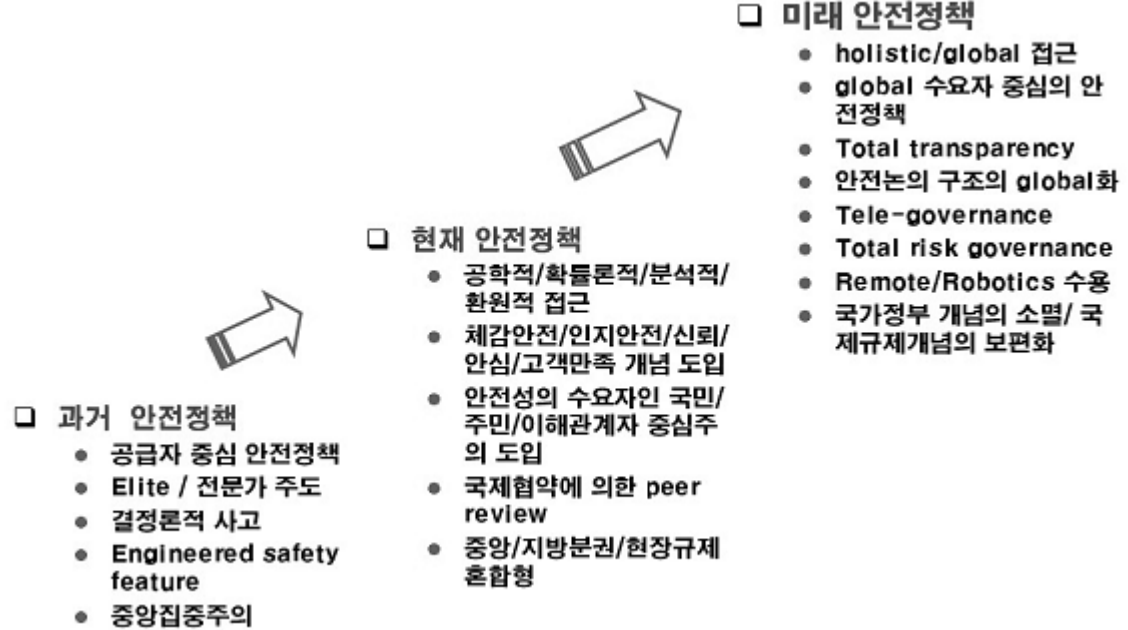 ❑ 미래 안전정책
● holistic/global 접근
● global 수요자 중심의 안
전정책
● Total transparency
● 안전논의 구조의 global화
● Tele-governance
● Total risk governance
● Remote/Robotics 수용
● 국가정부 개념의 소멸/ 국
제규제개념의 보편화
❑ 현재 안전정책
● 공학적/확률론적/분석적/
환원적 접근
● 체감안전/인지안전/신뢰/
안심/고객만족 개념 도입
● 안전성의 수요자인 국민/
주민/이해관계자 중심주
의 도입
● 국제협약에 의한 peer
review
● 중앙/지방분권/현장규제
혼합형
❑ 과거 안전정책
● 공급자 중심 안전정책
● Elite / 전문가 주도
● 결정론적 사고
● Engineered safety
feature
● 중앙집중주의